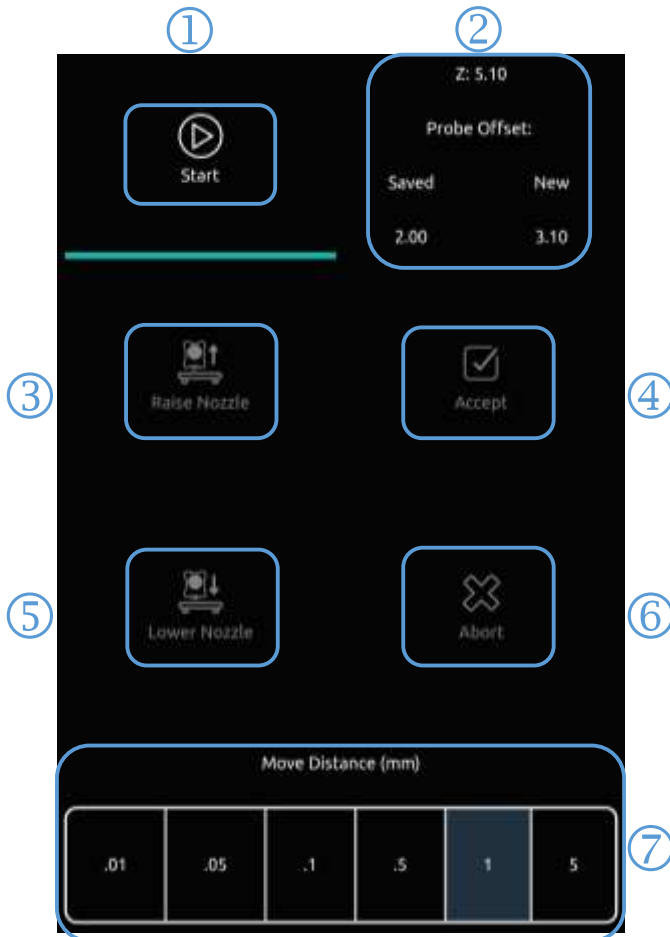 ① ②
Z: 5.10
Probe Offset:
Start
Saved New
2.00 3.10
③ Raise Nozzle Accept ④
⑤ Lower Nozzle Abort ⑥
Move Distance (mm)
.01 .05 .1 .5 1 5 ⑦